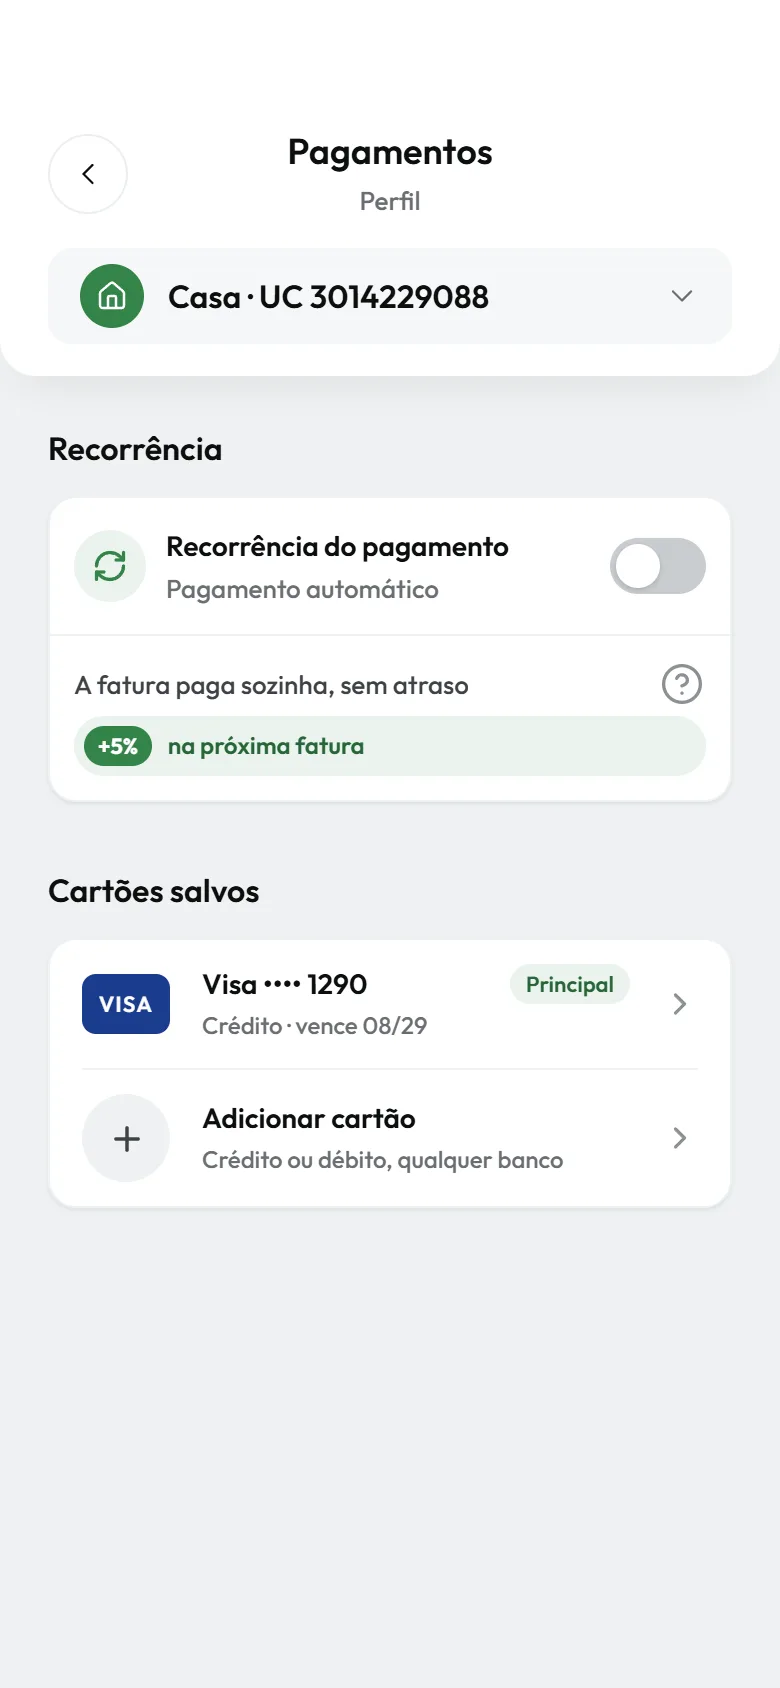 Pagamentos
Perfil
Casa · UC 3014229088
Recorrência
Recorrência do pagamento
Pagamento automático
A fatura paga sozinha, sem atraso
+5% na próxima fatura
Cartões salvos
VISA
Visa •••• 1290
Principal
Crédito · vence 08/29
Adicionar cartão
Crédito ou débito, qualquer banco